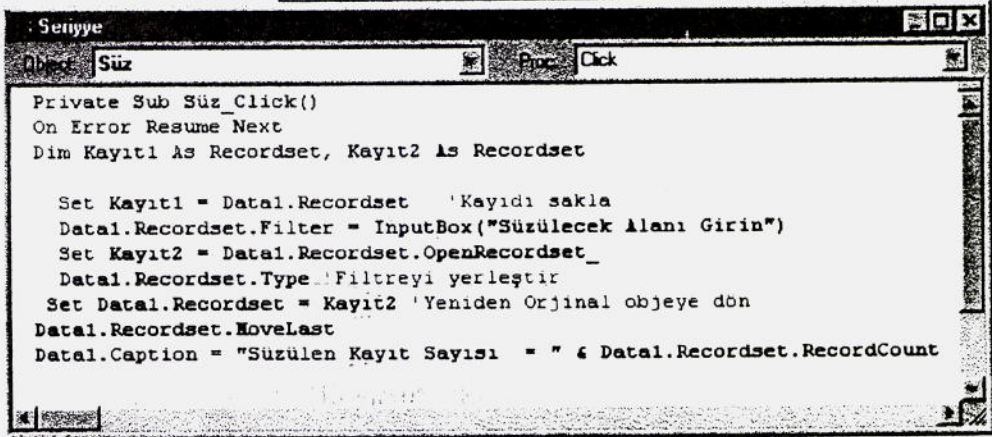 : Seriyye
Object: Süz Proc: Click
Private Sub Süz_Click()
On Error Resume Next
Dim Kayıt1 As Recordset, Kayıt2 As Recordset
Set Kayıt1 = Data1.Recordset 'Kayıdı sakla
Data1.Recordset.Filter = InputBox("Süzülecek Alanı Girin")
Set Kayıt2 = Data1.Recordset.OpenRecordset_
Data1.Recordset.Type 'Filtreyi yerleştir
Set Data1.Recordset = Kayıt2 'Yeniden Orjinal objeye dön
Data1.Recordset.MoveLast
Data1.Caption = "Süzülen Kayıt Sayısı = " & Data1.Recordset.RecordCount